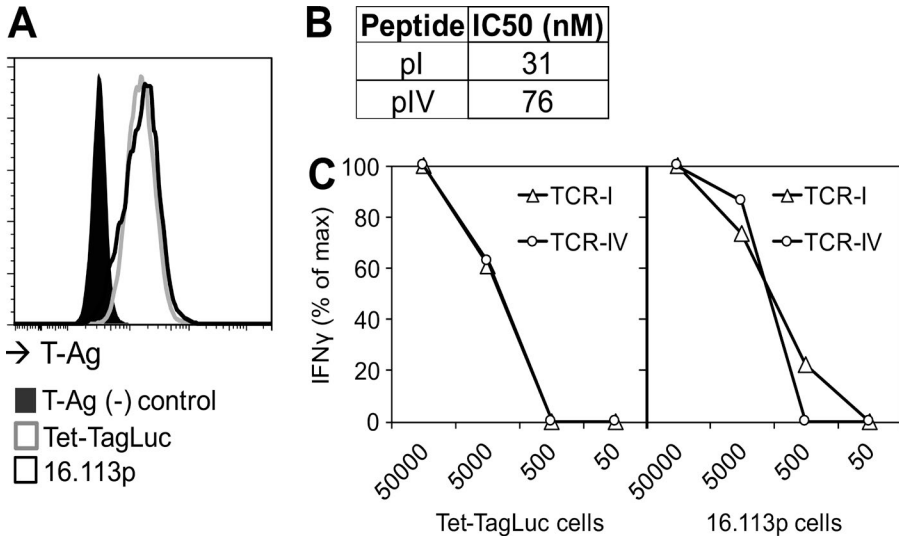 A
→ T-Ag
T-Ag (-) control
Tet-TagLuc
16.113p
B
Peptide IC50 (nM)
pI 31
pIV 76
C
IFNγ (% of max)
100
80
60
40
20
0
TCR-I
TCR-IV
50000 5000 500 50
Tet-TagLuc cells
TCR-I
TCR-IV
50000 5000 500 50
16.113p cells